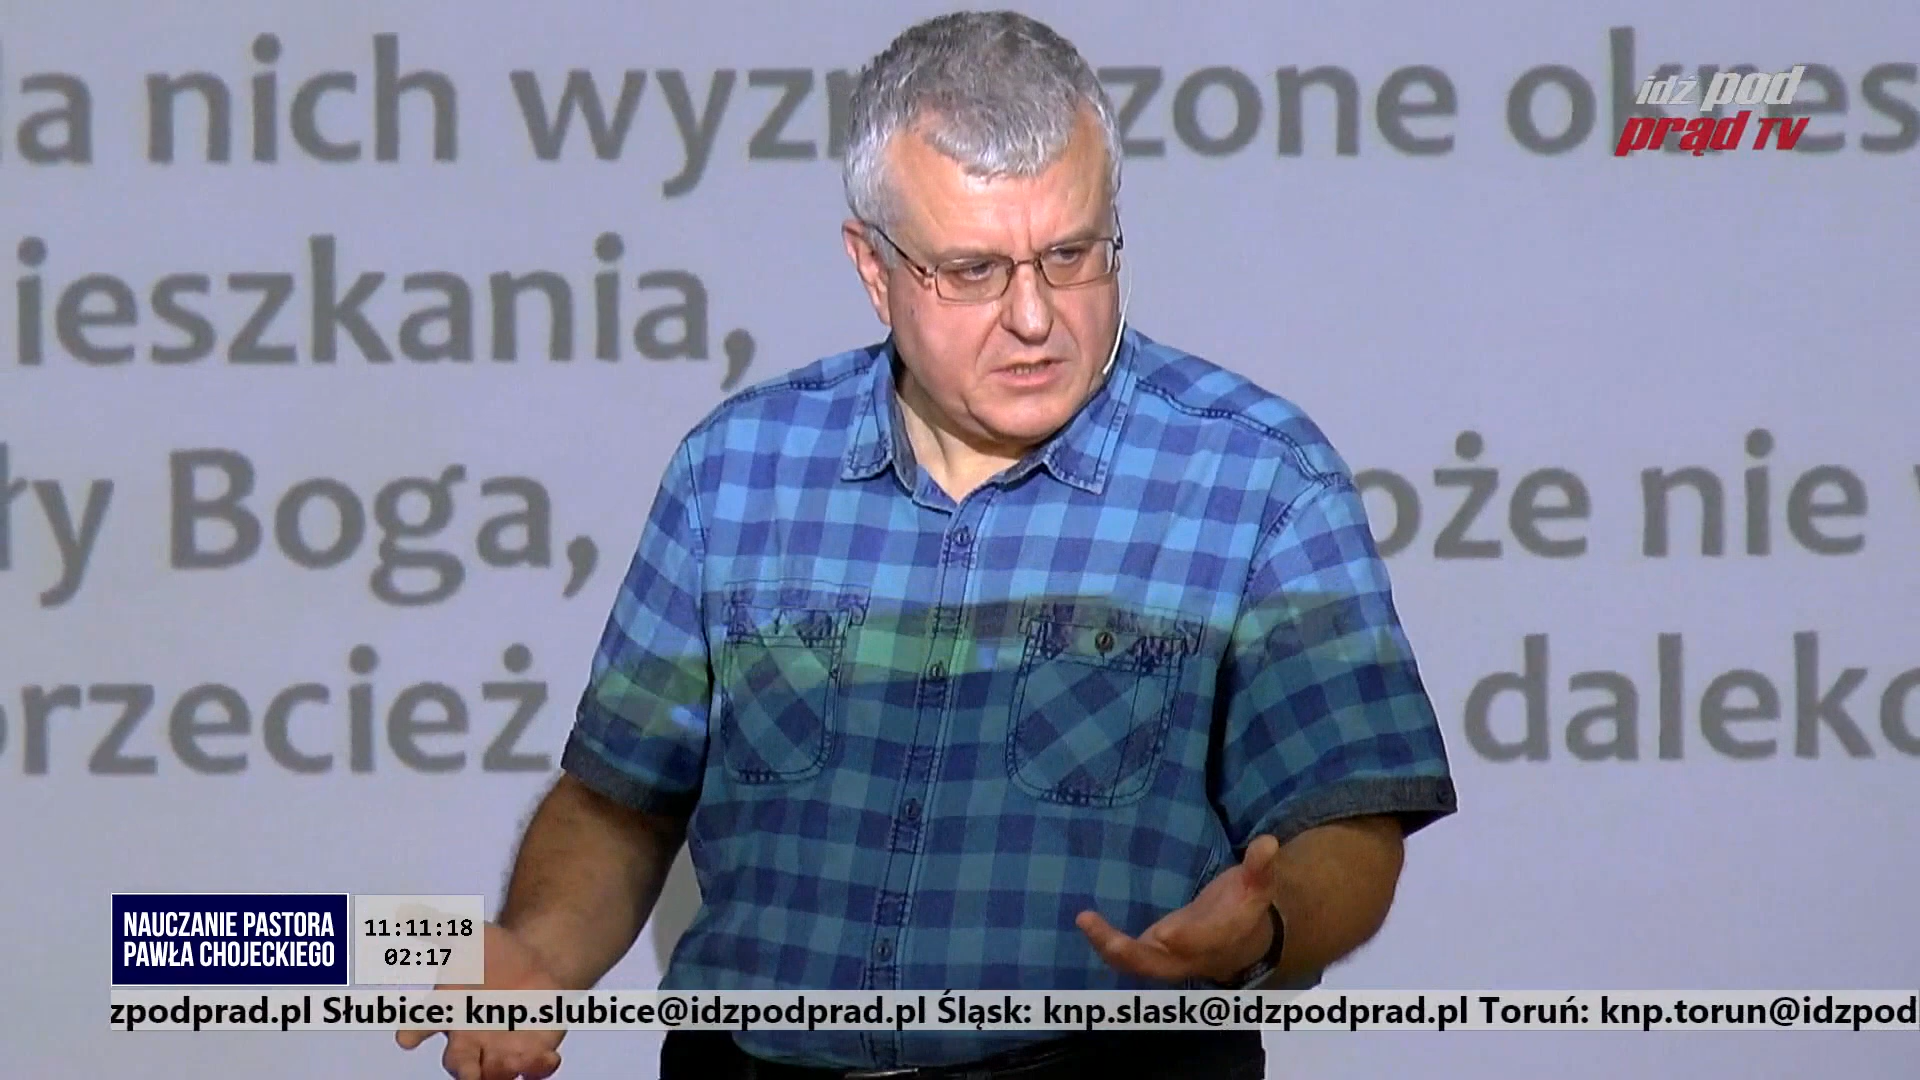 la nich wyzn zone okres
ieszkania,
ły Boga, oże nie
przecież daleko
idź pod
prąd TV
NAUCZANIE PASTORA
PAWŁA CHOJECKIEGO
11:11:18
02:17
zpodprad.pl Słubice: knp.slubice@idzpodprad.pl Śląsk: knp.slask@idzpodprad.pl Toruń: knp.torun@idzpod